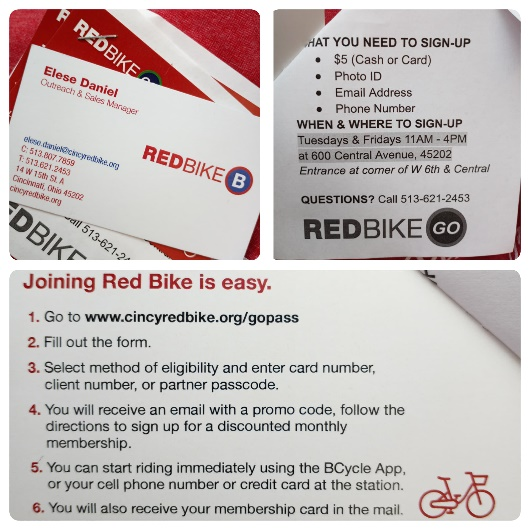 REDBIKE
Elese Daniel
Outreach & Sales Manager
elese.daniel@cincyredbike.org
C: 513.807.7859
T: 513.621.2453
14 W 15th St. A
Cincinnati, Ohio 45202
cincyredbike.org
REDBIKE B
Call 513-621-24
DBIKE
HAT YOU NEED TO SIGN-UP
• $5 (Cash or Card)
• Photo ID
• Email Address
• Phone Number
WHEN & WHERE TO SIGN-UP
Tuesdays & Fridays 11AM - 4PM
at 600 Central Avenue, 45202
Entrance at corner of W 6th & Central
QUESTIONS? Call 513-621-2453
REDBIKE GO
Joining Red Bike is easy.
1. Go to www.cincyredbike.org/gopass
2. Fill out the form.
3. Select method of eligibility and enter card number,
client number, or partner passcode.
4. You will receive an email with a promo code, follow the
directions to sign up for a discounted monthly
membership.
5. You can start riding immediately using the BCycle App,
or your cell phone number or credit card at the station.
6. You will also receive your membership card in the mail.